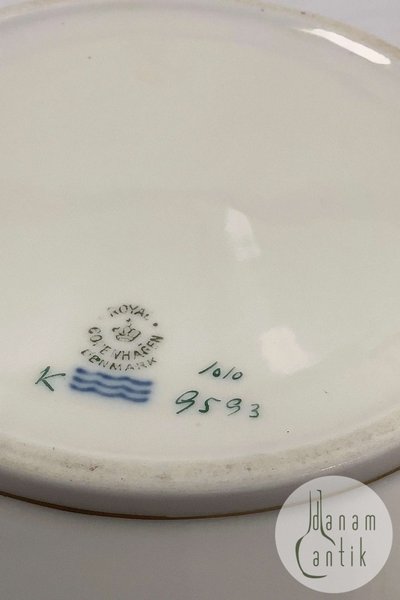 ROYAL
COPENHAGEN
DENMARK
K
1010
9593
danam
antik